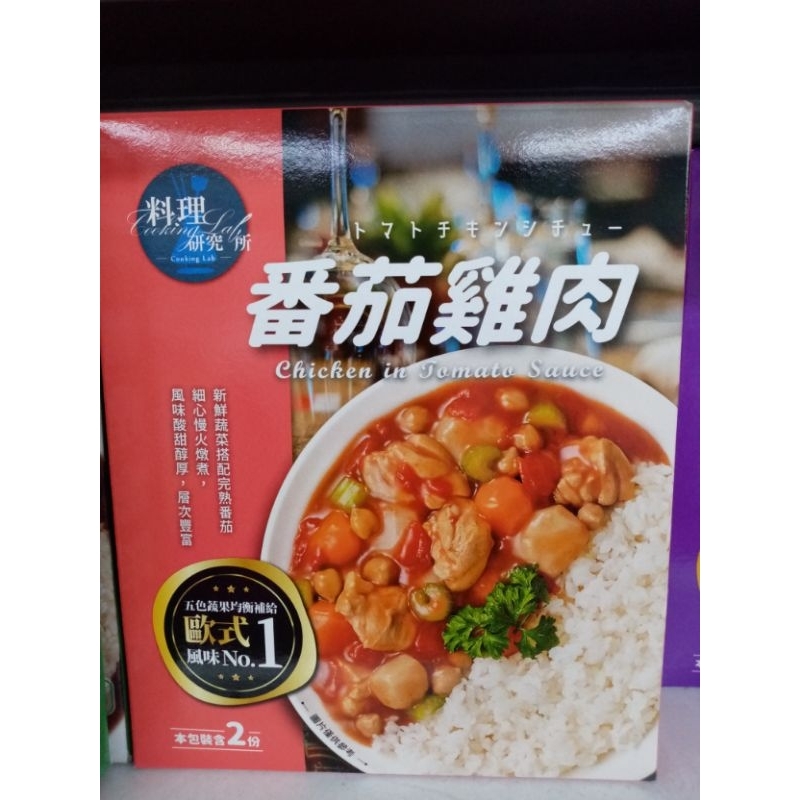 料理
Cooking Lab
研究所
Cooking Lab
トマトチキンシチュー
番茄雞肉
Chicken in Tomato Sauce
新鮮蔬菜搭配完熟番茄
細心慢火燉煮，
風味酸甜醇厚，層次豐富
五色蔬果均衡補給
歐式
風味 No.1
本包裝含2份
圖片僅供參考